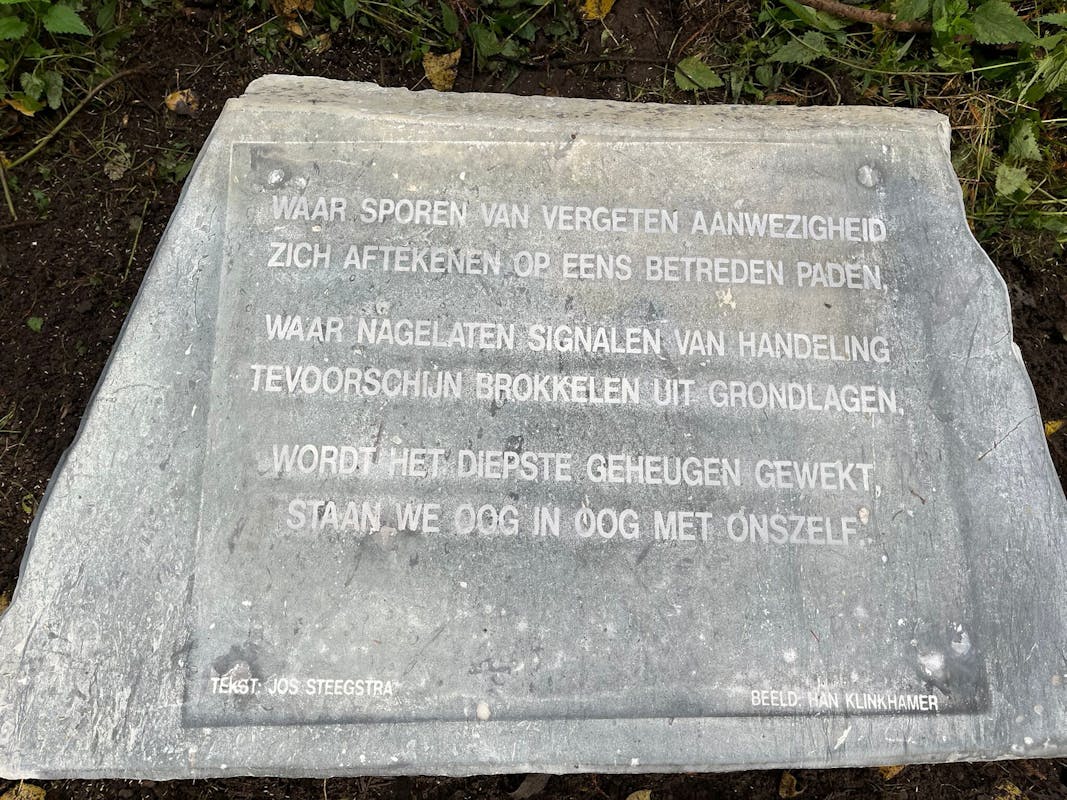 WAAR SPOREN VAN VERGETEN AANWEZIGHEID
ZICH AFTEKENEN OP EENS BETREDEN PADEN,
WAAR NAGELATEN SIGNALEN VAN HANDELING
TEVOORSCHIJN BROKKELEN UIT GRONDLAGEN,
WORDT HET DIEPSTE GEHEUGEN GEWEKT,
STAAN WE OOG IN OOG MET ONSZELF.
TEKST: JOS STEEGSTRA
BEELD: HAN KLINKHAMER